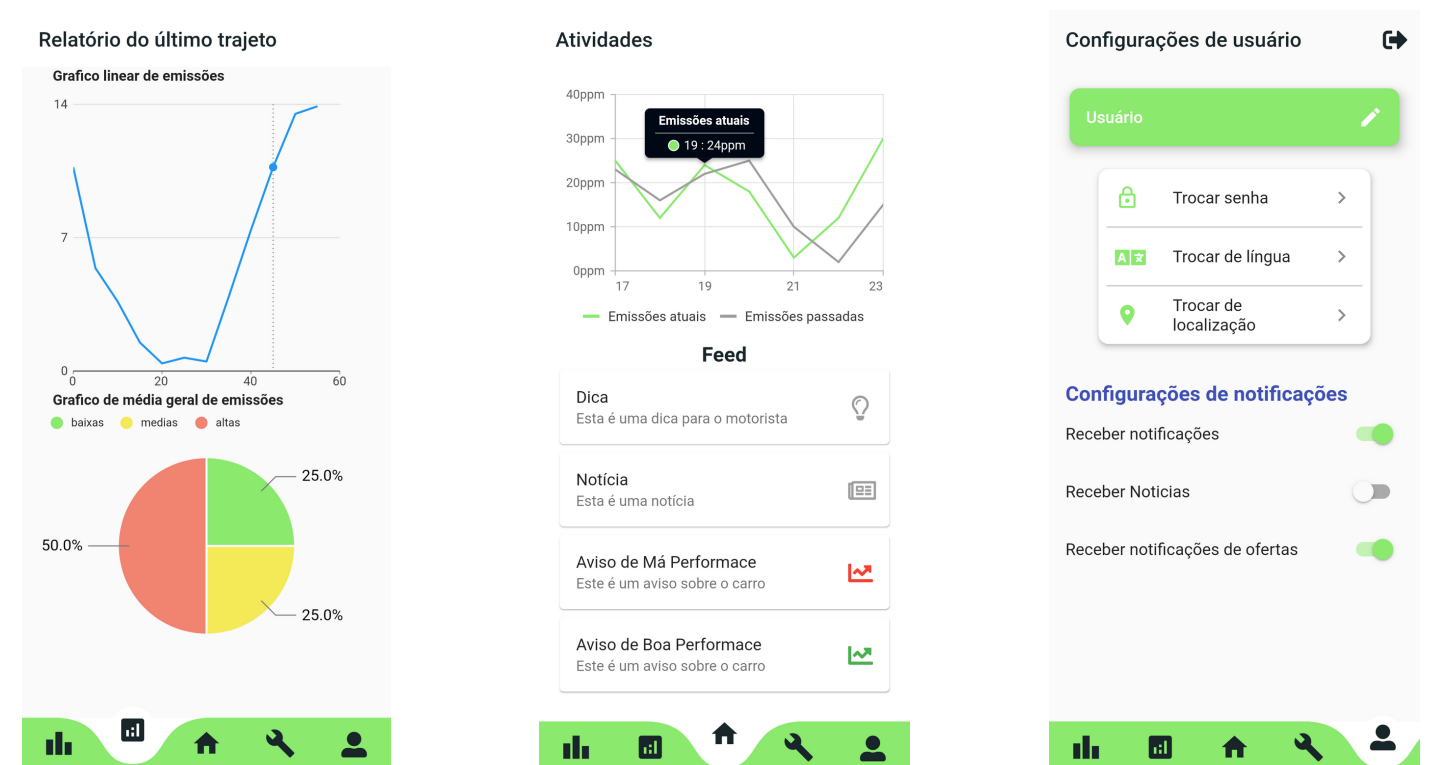 Relatório do último trajeto
Grafico linear de emissões
14
7
0
0 20 40 60
Grafico de média geral de emissões
baixas medias altas
25.0%
50.0%
25.0%
Atividades
40ppm
30ppm
20ppm
10ppm
0ppm
Emissões atuais
19 : 24ppm
17 19 21 23
Emissões atuais Emissões passadas
Feed
Dica
Esta é uma dica para o motorista
Notícia
Esta é uma notícia
Aviso de Má Performace
Este é um aviso sobre o carro
Aviso de Boa Performace
Este é um aviso sobre o carro
Configurações de usuário
Usuário
Trocar senha
A文 Trocar de língua
Trocar de
localização
Configurações de notificações
Receber notificações
Receber Noticias
Receber notificações de ofertas